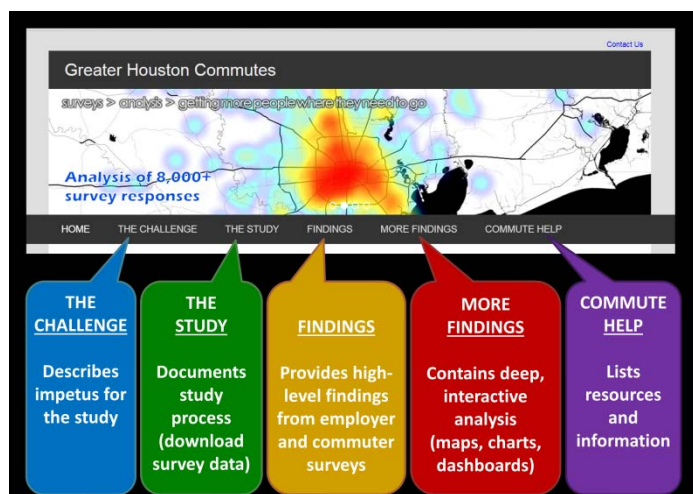 Contact Us
Greater Houston Commutes
surveys > analysis > getting more people where they need to go
Analysis of 8,000+
survey responses
HOME THE CHALLENGE THE STUDY FINDINGS MORE FINDINGS COMMUTE HELP
THE
CHALLENGE
Describes
impetus for
the study
THE
STUDY
Documents
study
process
(download
survey data)
FINDINGS
Provides high-
level findings
from employer
and commuter
surveys
MORE
FINDINGS
Contains deep,
interactive
analysis
(maps, charts,
dashboards)
COMMUTE
HELP
Lists
resources
and
information